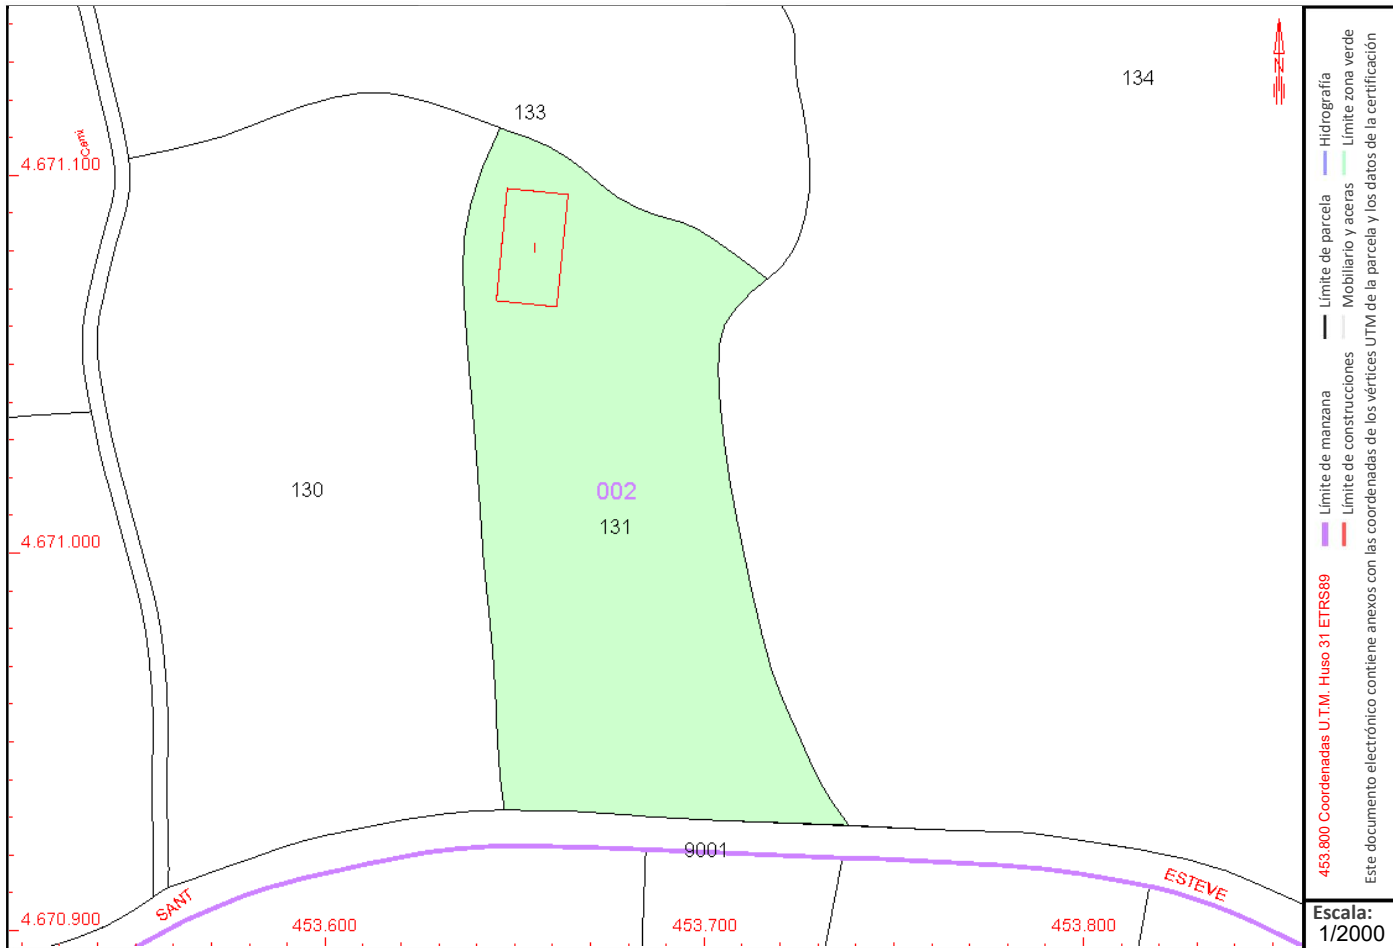 134
133
Camí
4.671.100
130
002
131
4.671.000
9001
SANT
ESTEVE
4.670.900
453.600
453.700
453.800
N
Hidrografía
Límite zona verde
Límite de parcela
Mobiliario y aceras
Límite de manzana
Límite de construcciones
453.800 Coordenadas U.T.M. Huso 31 ETRS89
Este documento electrónico contiene anexos con las coordenadas de los vértices UTM de la parcela y los datos de la certificación
Escala:
1/2000